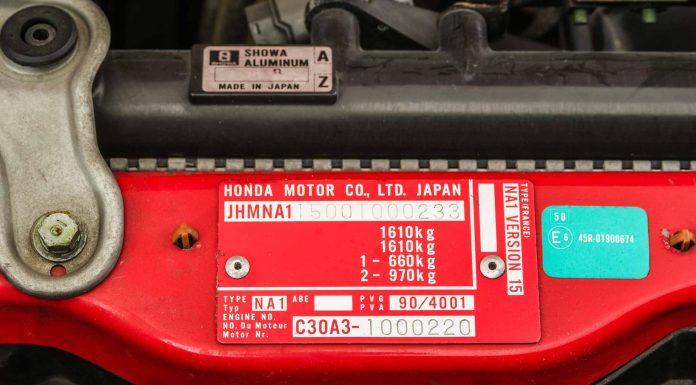 S SHOWA
ALUMINUM
A
Z
MADE IN JAPAN
HONDA MOTOR CO., LTD. JAPAN
JHMNA11500T000233
1610kg
1610kg
1 - 660kg
2 - 970kg
TYPE(FRANCE)
NA1 VERSION 15
TYPE
Typ NA1 ABE PVG
PVA 90/4001
ENGINE NO.
NO. Du Moteur
Motor Nr. C30A3-1000220
50
E6 45R-01900674